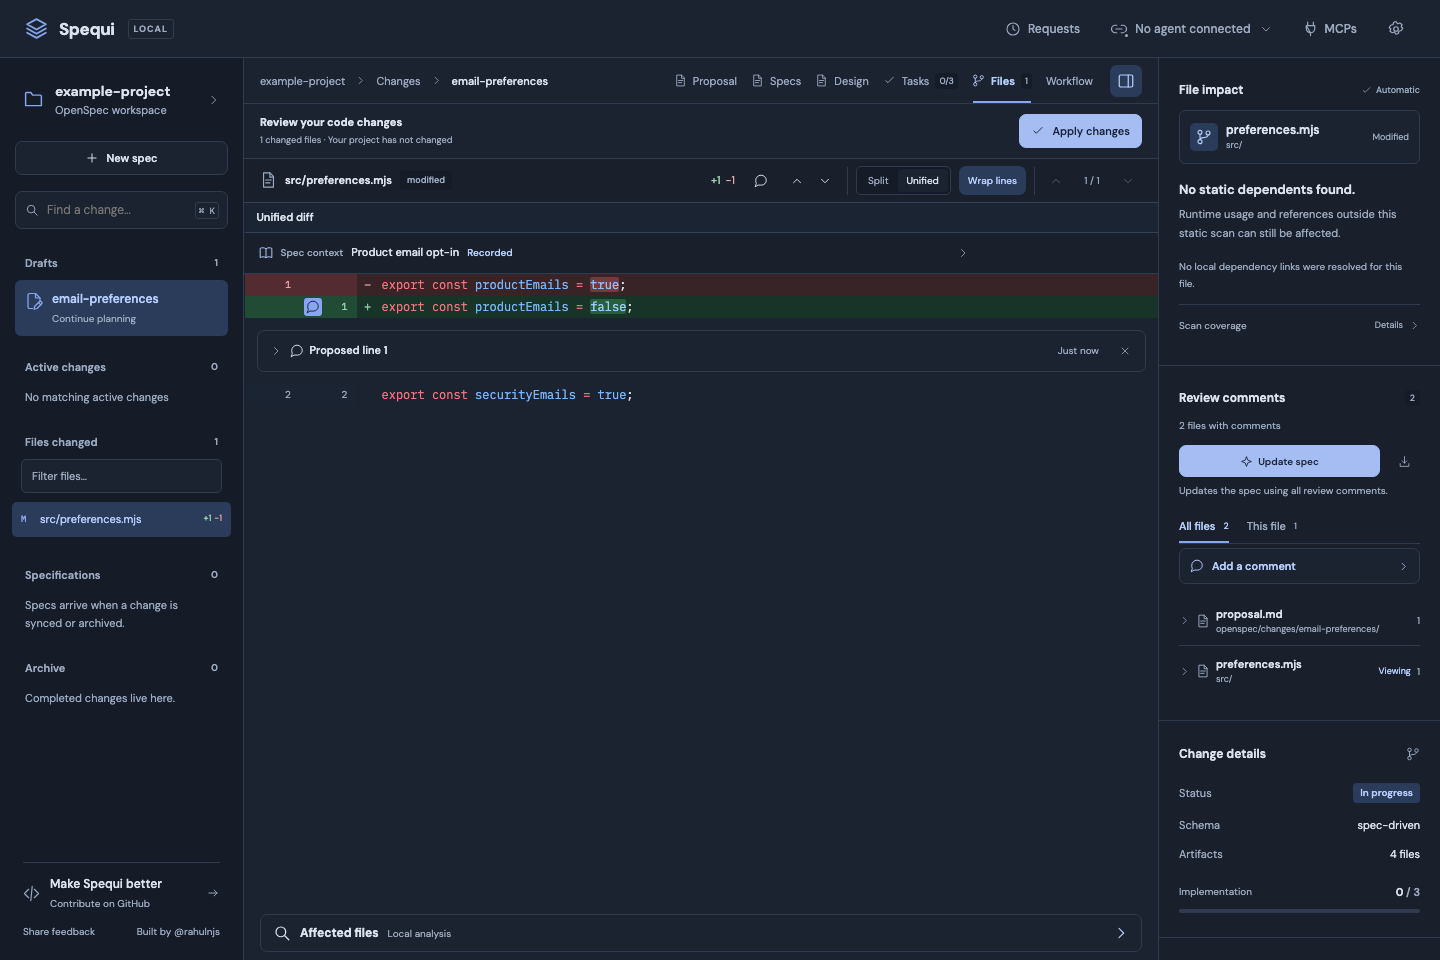 Spequi
LOCAL
Requests
No agent connected
MCPs
example-project
OpenSpec workspace
New spec
Find a change…
⌘ K
Drafts
1
email-preferences
Continue planning
Active changes
0
No matching active changes
Files changed
1
Filter files…
M src/preferences.mjs +1 −1
Specifications
0
Specs arrive when a change is
synced or archived.
Archive
0
Completed changes live here.
Make Spequi better
Contribute on GitHub
Share feedback
Built by @rahulnjs
example-project
Changes
email-preferences
Proposal
Specs
Design
Tasks 0/3
Files 1
Workflow
Review your code changes
1 changed files · Your project has not changed
Apply changes
src/preferences.mjs
modified
+1 −1
Split
Unified
Wrap lines
1 / 1
Unified diff
Spec context Product email opt-in Recorded
1 − export const productEmails = true;
1 + export const productEmails = false;
Proposed line 1
Just now
2 2 export const securityEmails = true;
Affected files Local analysis
File impact
Automatic
preferences.mjs
src/
Modified
No static dependents found.
Runtime usage and references outside this
static scan can still be affected.
No local dependency links were resolved for this
file.
Scan coverage
Details
Review comments
2
2 files with comments
Update spec
Updates the spec using all review comments.
All files 2
This file 1
Add a comment
proposal.md
openspec/changes/email-preferences/
1
preferences.mjs
src/
Viewing 1
Change details
Status
In progress
Schema
spec-driven
Artifacts
4 files
Implementation
0 / 3